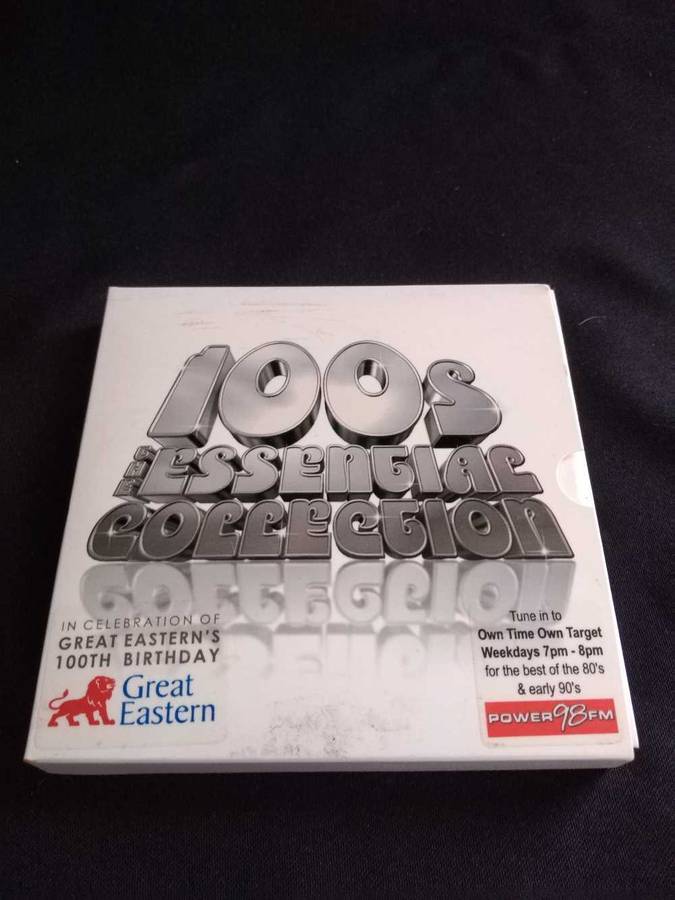 100s
THE ESSENTIAL
COLLECTION
IN CELEBRATION OF
GREAT EASTERN'S
100TH BIRTHDAY
Great
Eastern
Tune in to
Own Time Own Target
Weekdays 7pm - 8pm
for the best of the 80's
& early 90's
POWER98FM